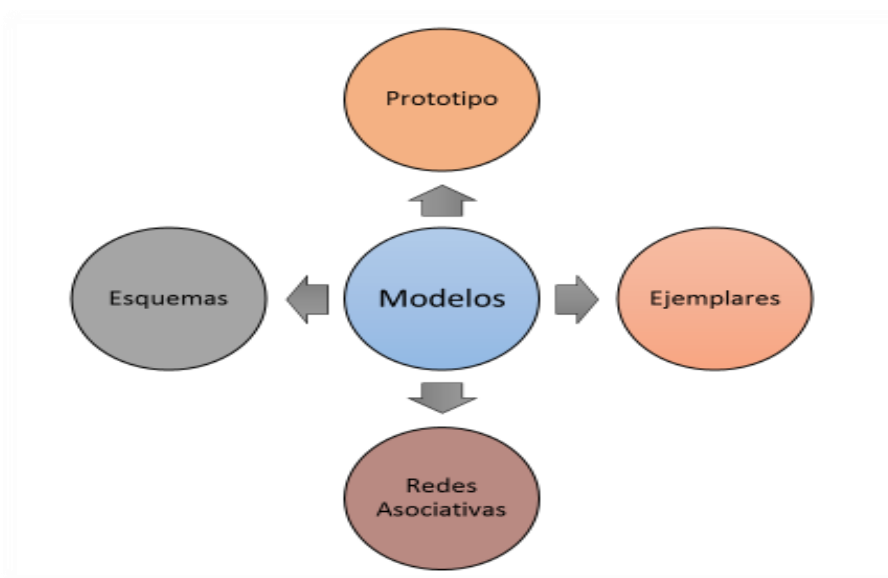 Prototipo
Esquemas
Modelos
Ejemplares
Redes
Asociativas